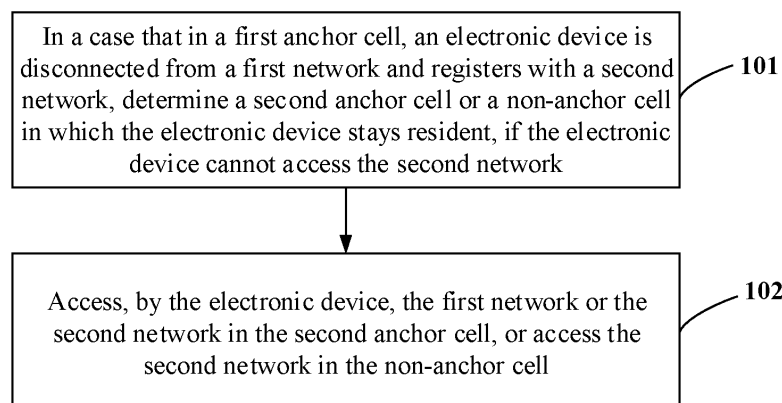 In a case that in a first anchor cell, an electronic device is
disconnected from a first network and registers with a second
network, determine a second anchor cell or a non-anchor cell
in which the electronic device stays resident, if the electronic
device cannot access the second network
101
Access, by the electronic device, the first network or the
second network in the second anchor cell, or access the
second network in the non-anchor cell
102